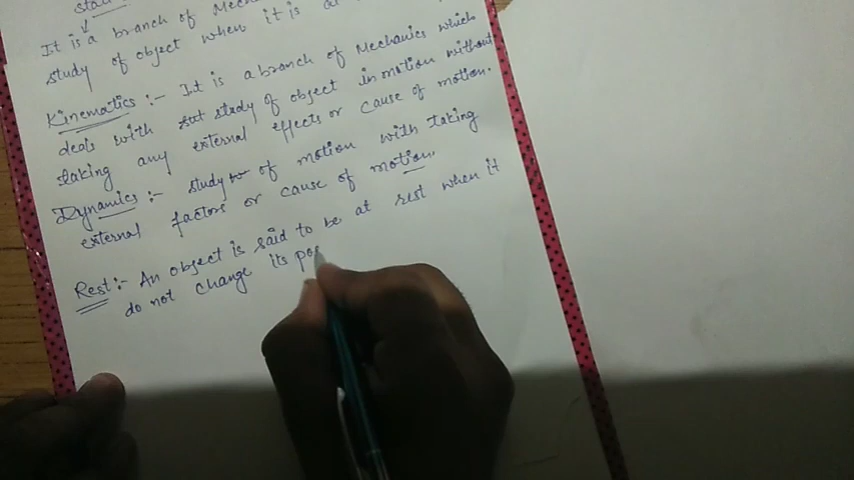 It is a branch of Mec
study of object when it is at
Kinematics :- It is a branch of Mechanics which
deals with study of object in motion without
taking any external effects or cause of motion.
Dynamics :- study of motion with taking
external factors or cause of motion.
Rest :- An object is said to be at rest when it
do not change its pos